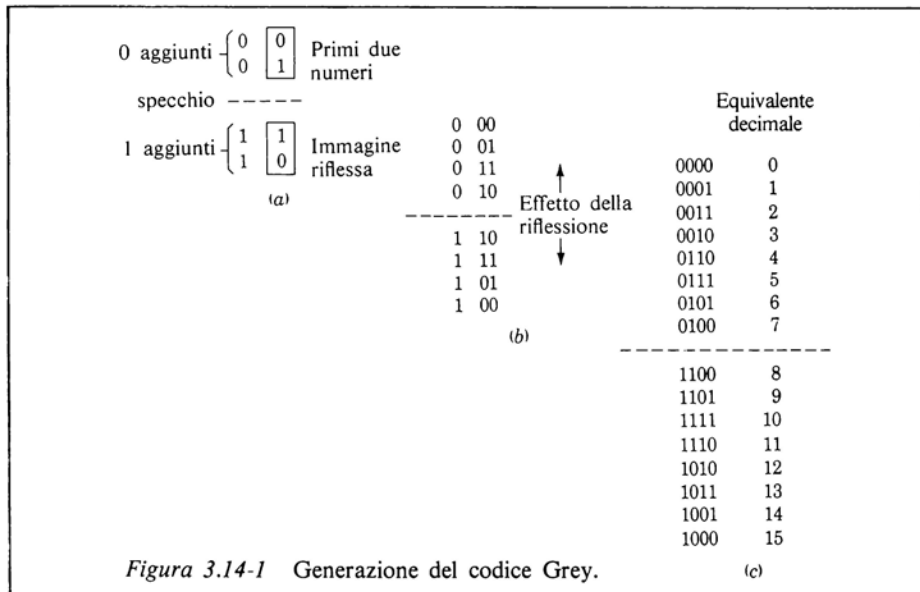 0 aggiunti 0 0 Primi due
0 1 numeri
specchio
1 aggiunti 1 1 Immagine
1 0 riflessa
(a)
0 00
0 01
0 11
0 10
Effetto della
riflessione
1 10
1 11
1 01
1 00
(b)
Equivalente
decimale
0000 0
0001 1
0011 2
0010 3
0110 4
0111 5
0101 6
0100 7
1100 8
1101 9
1111 10
1110 11
1010 12
1011 13
1001 14
1000 15
(c)
Figura 3.14-1 Generazione del codice Grey.